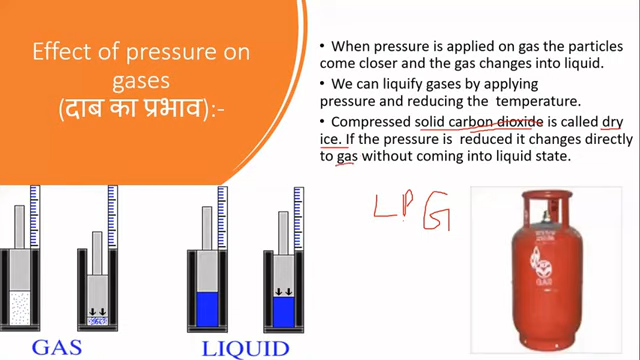 Effect of pressure on
gases
(दाब का प्रभाव):-
• When pressure is applied on gas the particles
come closer and the gas changes into liquid.
• We can liquify gases by applying
pressure and reducing the temperature.
• Compressed solid carbon dioxide is called dry
ice. If the pressure is reduced it changes directly
to gas without coming into liquid state.
LPG
GAS
LIQUID